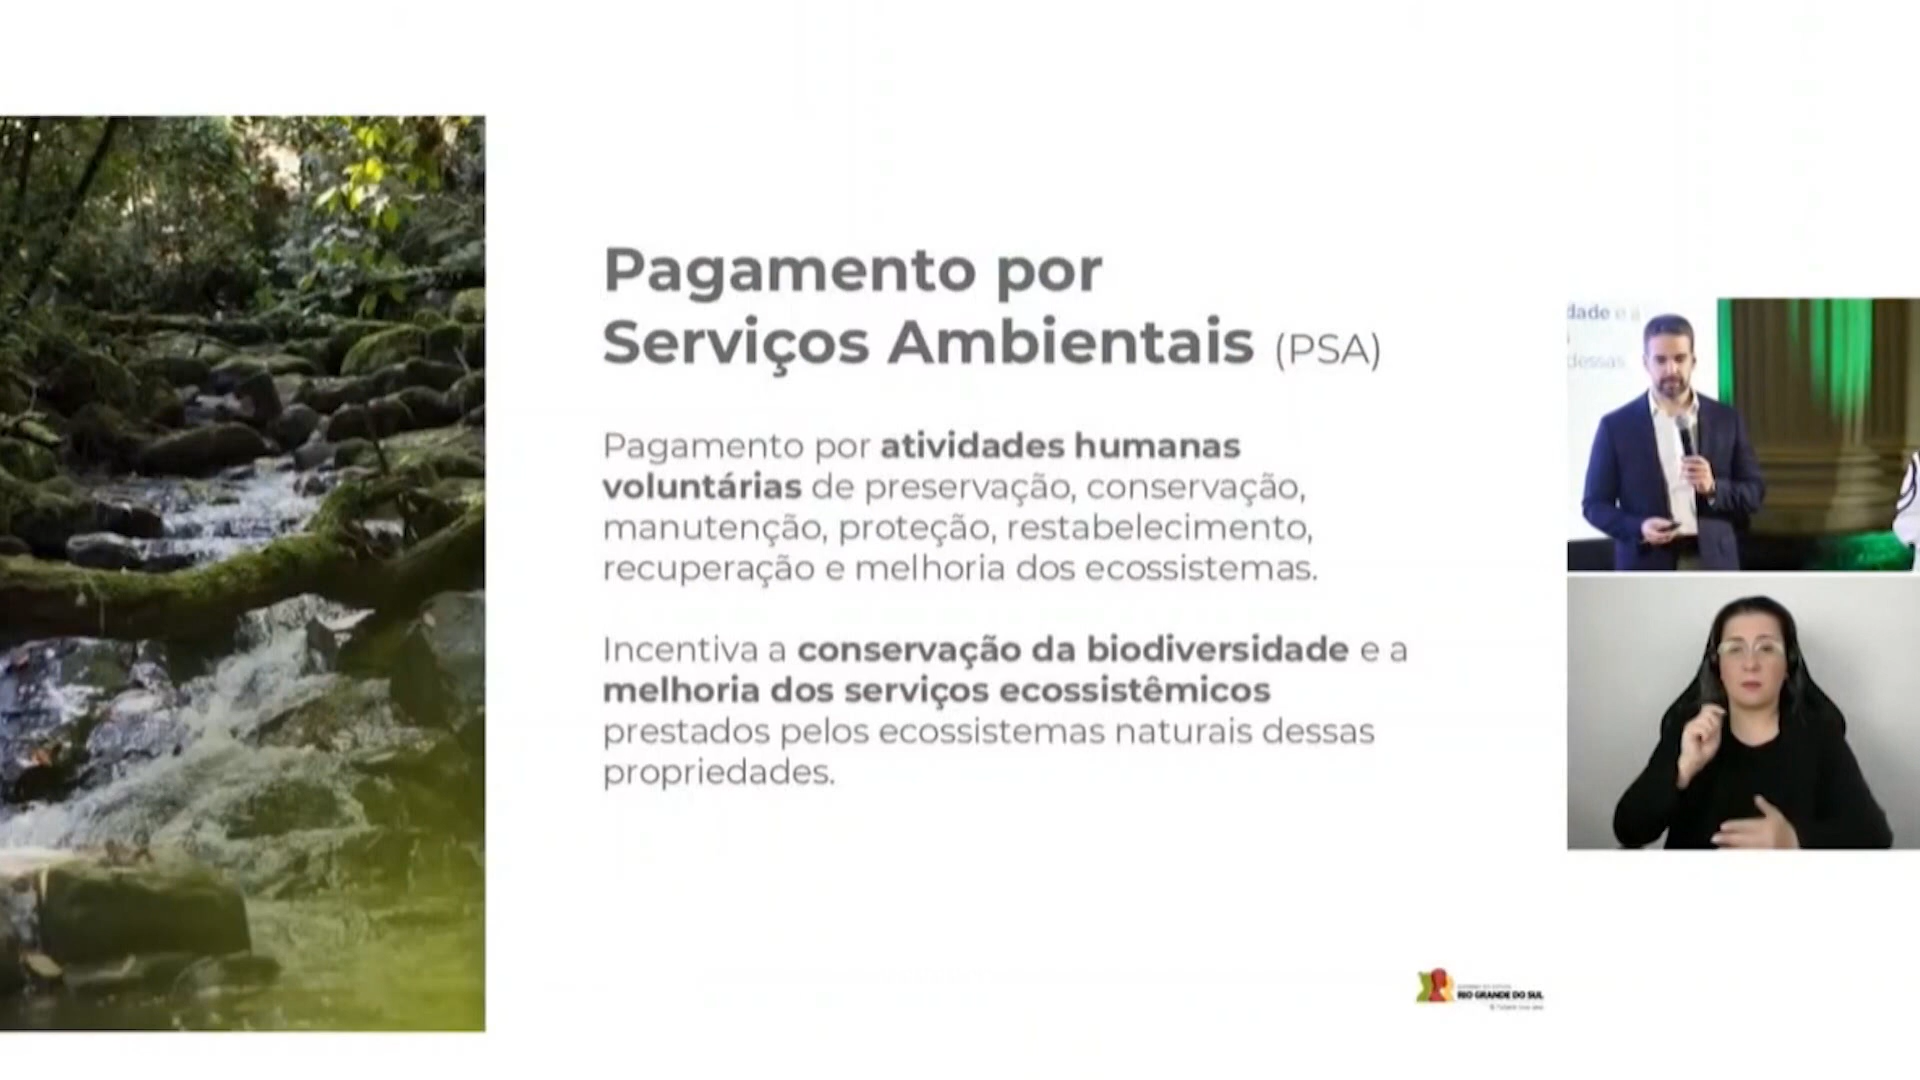 Pagamento por
Serviços Ambientais (PSA)
Pagamento por atividades humanas
voluntárias de preservação, conservação,
manutenção, proteção, restabelecimento,
recuperação e melhoria dos ecossistemas.
Incentiva a conservação da biodiversidade e a
melhoria dos serviços ecossistêmicos
prestados pelos ecossistemas naturais dessas
propriedades.
dade e a
dessas
RIO GRANDE DO SUL